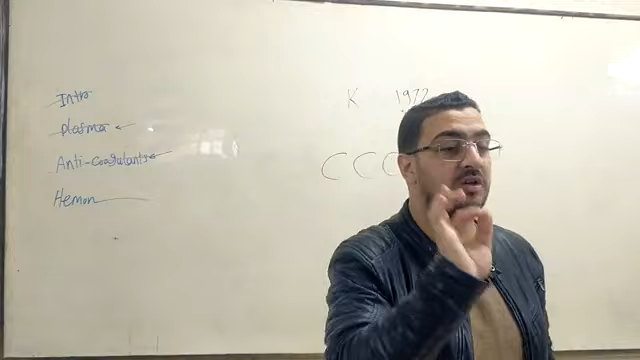 Intro
plasma
Anti-coagulants
Hemon
K 1972
CCC